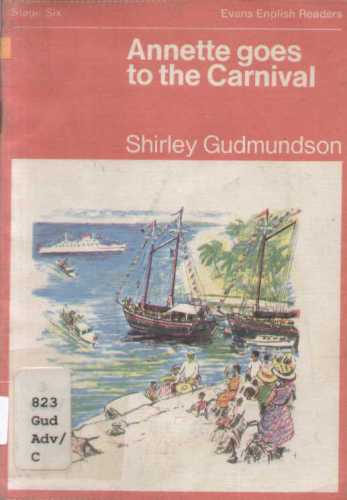 Stage Six
Evans English Readers
Annette goes
to the Carnival
Shirley Gudmundson
823
Gud
Adv/
C